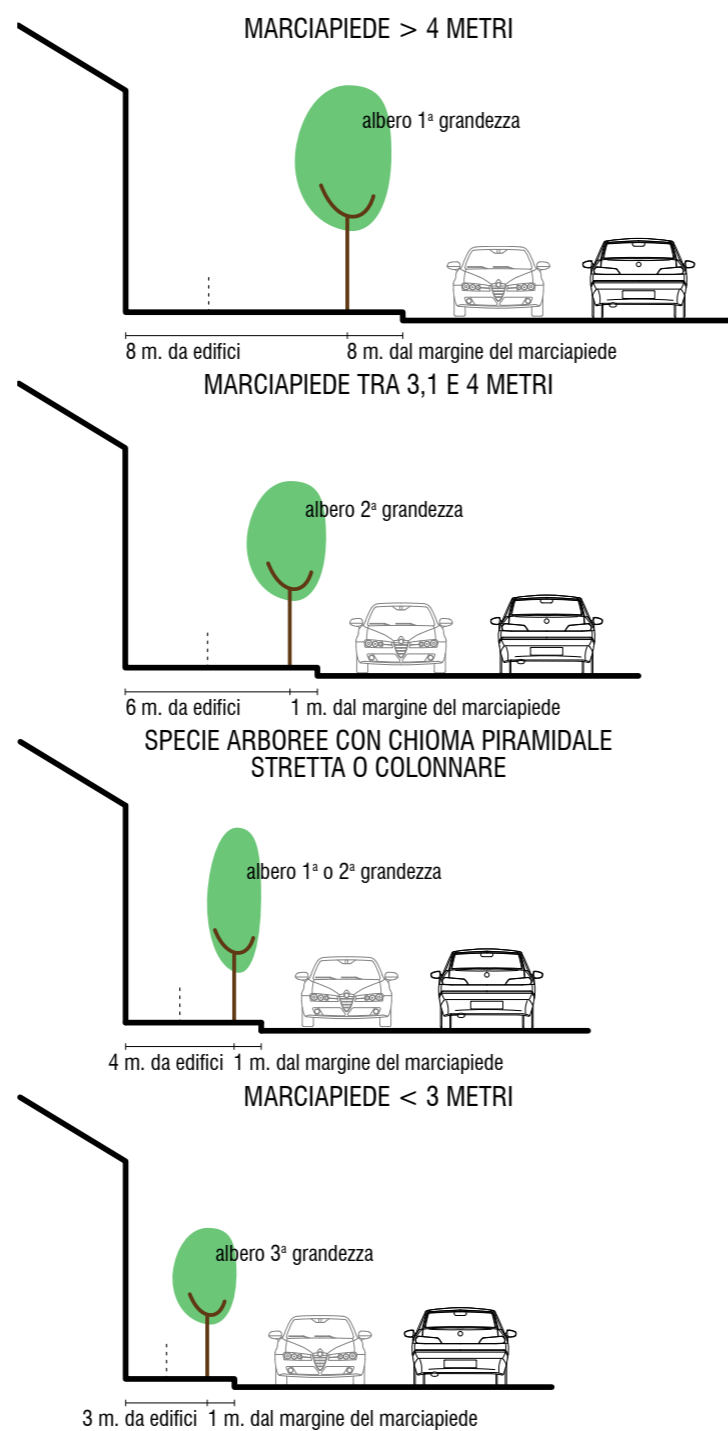 MARCIAPIEDE > 4 METRI
albero 1ª grandezza
8 m. da edifici 8 m. dal margine del marciapiede
MARCIAPIEDE TRA 3,1 E 4 METRI
albero 2ª grandezza
6 m. da edifici 1 m. dal margine del marciapiede
SPECIE ARBOREE CON CHIOMA PIRAMIDALE
STRETTA O COLONNARE
albero 1ª o 2ª grandezza
4 m. da edifici 1 m. dal margine del marciapiede
MARCIAPIEDE < 3 METRI
albero 3ª grandezza
3 m. da edifici 1 m. dal margine del marciapiede